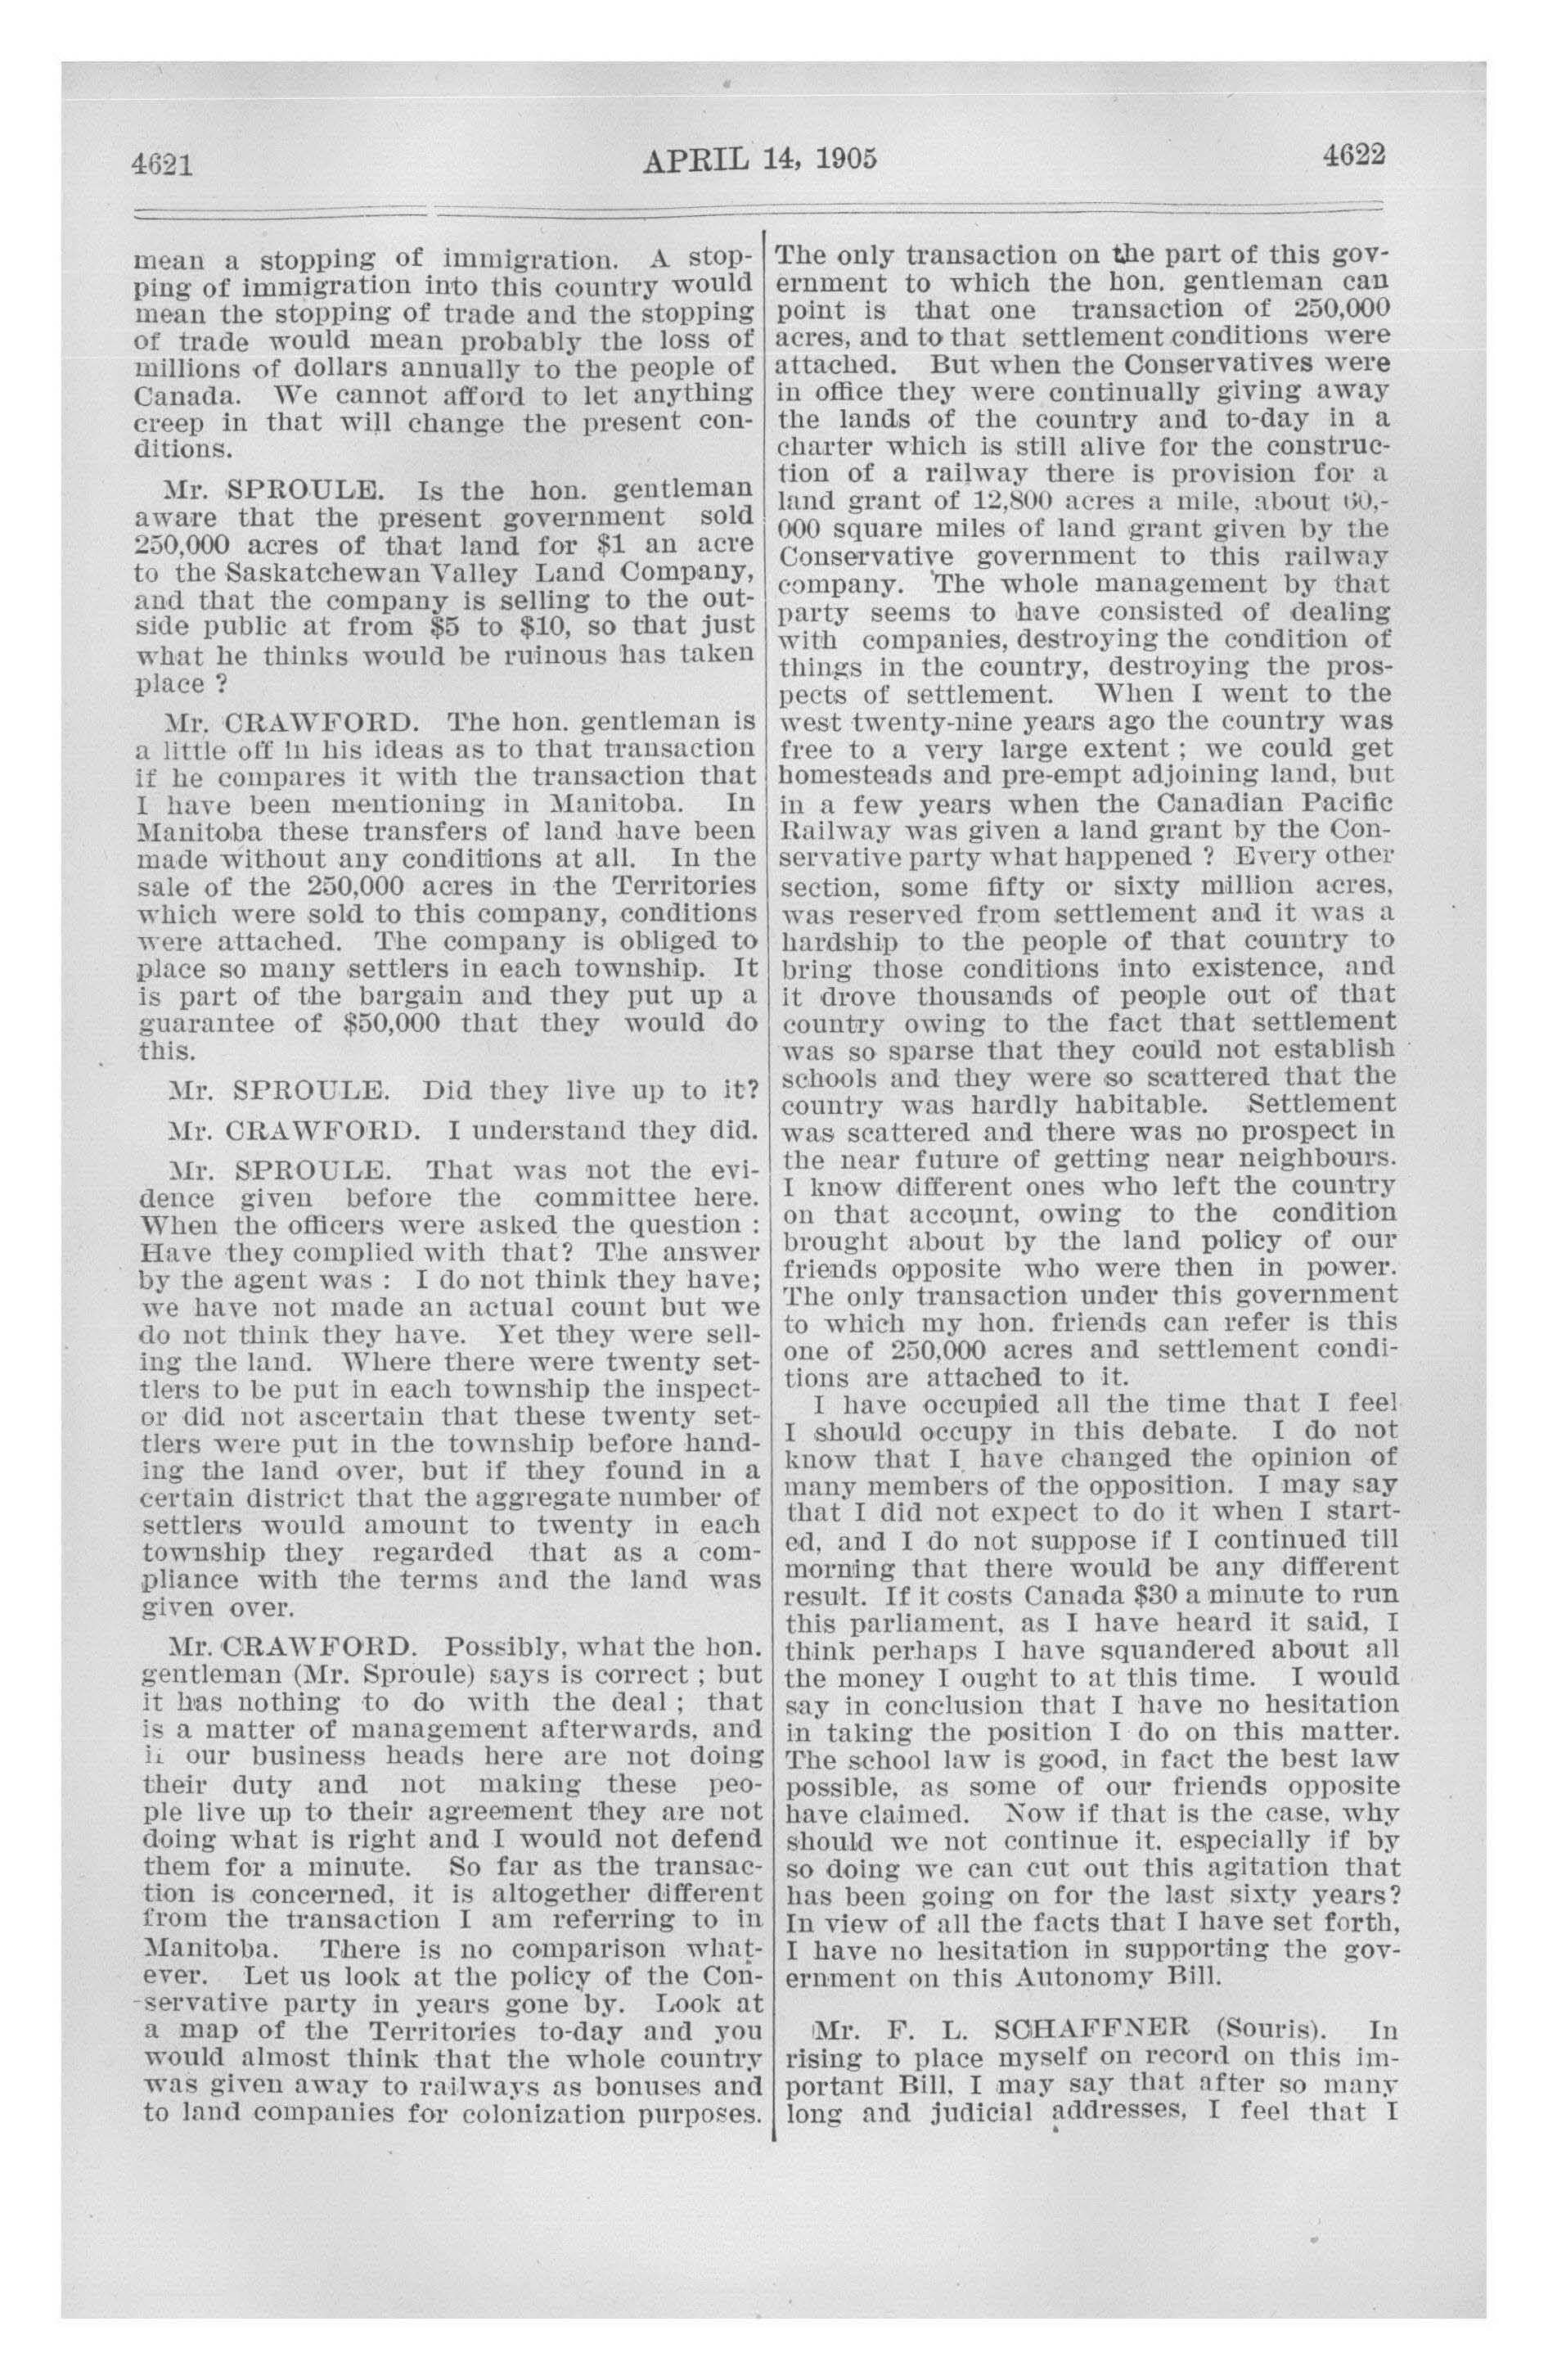 4621
APRIL 14, 1905
4622
mean a stopping of immigration. A stop-
ping of immigration into this country would
mean the stopping of trade and the stopping
of trade would mean probably the loss of
millions of dollars annually to the people of
Canada. We cannot afford to let anything
creep in that will change the present con-
ditions.
Mr. SPROULE. Is the hon. gentleman
aware that the present government sold
250,000 acres of that land for $1 an acre
to the Saskatchewan Valley Land Company,
and that the company is selling to the out-
side public at from $5 to $10, so that just
what he thinks would be ruinous has taken
place ?
Mr. CRAWFORD. The hon. gentleman is
a little off in his ideas as to that transaction
if he compares it with the transaction that
I have been mentioning in Manitoba. In
Manitoba these transfers of land have been
made without any conditions at all. In the
sale of the 250,000 acres in the Territories
which were sold to this company, conditions
were attached. The company is obliged to
place so many settlers in each township. It
is part of the bargain and they put up a
guarantee of $50,000 that they would do
this.
Mr. SPROULE. Did they live up to it?
Mr. CRAWFORD. I understand they did.
Mr. SPROULE. That was not the evi-
dence given before the committee here.
When the officers were asked the question :
Have they complied with that? The answer
by the agent was : I do not think they have;
we have not made an actual count but we
do not think they have. Yet they were sell-
ing the land. Where there were twenty set-
tlers to be put in each township the inspect-
or did not ascertain that these twenty set-
tlers were put in the township before hand-
ing the land over, but if they found in a
certain district that the aggregate number of
settlers would amount to twenty in each
township they regarded that as a com-
pliance with the terms and the land was
given over.
Mr. CRAWFORD. Possibly, what the hon.
gentleman (Mr. Sproule) says is correct ; but
it has nothing to do with the deal ; that
is a matter of management afterwards, and
if our business heads here are not doing
their duty and not making these peo-
ple live up to their agreement they are not
doing what is right and I would not defend
them for a minute. So far as the transac-
tion is concerned, it is altogether different
from the transaction I am referring to in
Manitoba. There is no comparison what-
ever. Let us look at the policy of the Con-
servative party in years gone by. Look at
a map of the Territories to-day and you
would almost think that the whole country
was given away to railways as bonuses and
to land companies for colonization purposes.
The only transaction on the part of this gov-
ernment to which the hon. gentleman can
point is that one transaction of 250,000
acres, and to that settlement conditions were
attached. But when the Conservatives were
in office they were continually giving away
the lands of the country and to-day in a
charter which is still alive for the construc-
tion of a railway there is provision for a
land grant of 12,800 acres a mile, about 60,-
000 square miles of land grant given by the
Conservative government to this railway
company. The whole management by that
party seems to have consisted of dealing
with companies, destroying the condition of
things in the country, destroying the pros-
pects of settlement. When I went to the
west twenty-nine years ago the country was
free to a very large extent ; we could get
homesteads and pre-empt adjoining land, but
in a few years when the Canadian Pacific
Railway was given a land grant by the Con-
servative party what happened ? Every other
section, some fifty or sixty million acres,
was reserved from settlement and it was a
hardship to the people of that country to
bring those conditions into existence, and
it drove thousands of people out of that
country owing to the fact that settlement
was so sparse that they could not establish
schools and they were so scattered that the
country was hardly habitable. Settlement
was scattered and there was no prospect in
the near future of getting near neighbours.
I know different ones who left the country
on that account, owing to the condition
brought about by the land policy of our
friends opposite who were then in power.
The only transaction under this government
to which my hon. friends can refer is this
one of 250,000 acres and settlement condi-
tions are attached to it.
I have occupied all the time that I feel
I should occupy in this debate. I do not
know that I have changed the opinion of
many members of the opposition. I may say
that I did not expect to do it when I start-
ed, and I do not suppose if I continued till
morning that there would be any different
result. If it costs Canada $30 a minute to run
this parliament, as I have heard it said, I
think perhaps I have squandered about all
the money I ought to at this time. I would
say in conclusion that I have no hesitation
in taking the position I do on this matter.
The school law is good, in fact the best law
possible, as some of our friends opposite
have claimed. Now if that is the case, why
should we not continue it, especially if by
so doing we can cut out this agitation that
has been going on for the last sixty years?
In view of all the facts that I have set forth,
I have no hesitation in supporting the gov-
ernment on this Autonomy Bill.
Mr. F. L. SCHAFFNER (Souris). In
rising to place myself on record on this im-
portant Bill, I may say that after so many
long and judicial addresses, I feel that I